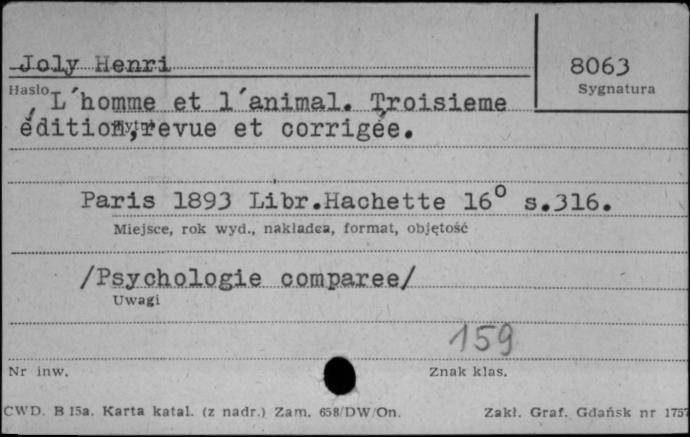 Joly Henri
8063
Hasło
Sygnatura
L'homme et l'animal. Troisieme
édition, revue et corrigée.
Paris 1893 Libr.Hachette 16° s.316.
Miejsce, rok wyd., nakładca, format, objętość
/Psychologie comparee/
Uwagi
159
Nr inw.
Znak klas.
CWD. B 15a. Karta katal. (z nadr.) Zam. 658/DW/On.
Zakł. Graf. Gdańsk nr 1757